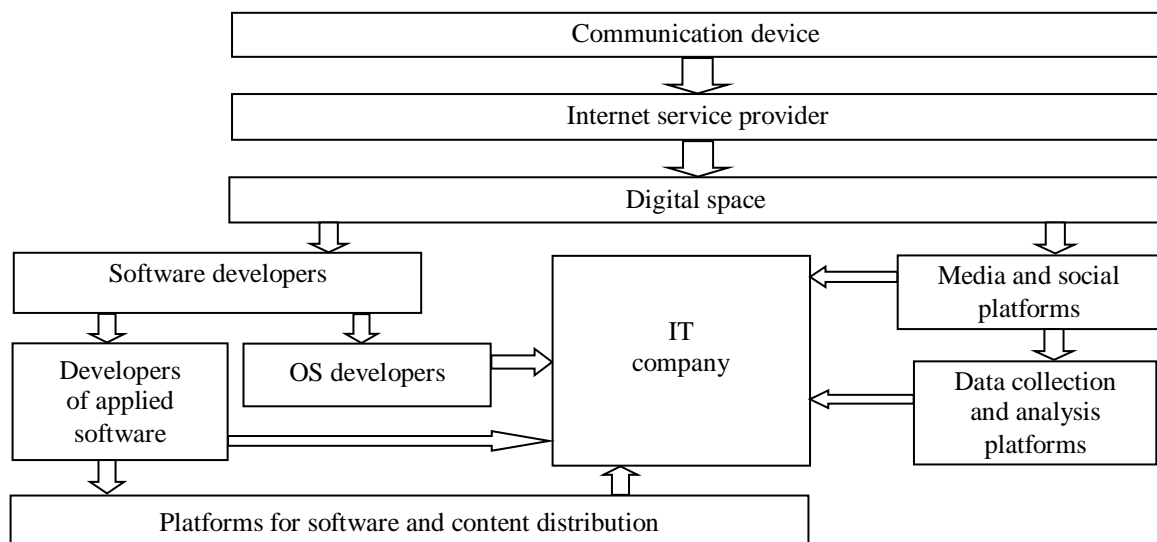 Communication device
Internet service provider
Digital space
Software developers
Media and social
platforms
IT
company
Developers
of applied
software
OS developers
Data collection
and analysis
platforms
Platforms for software and content distribution